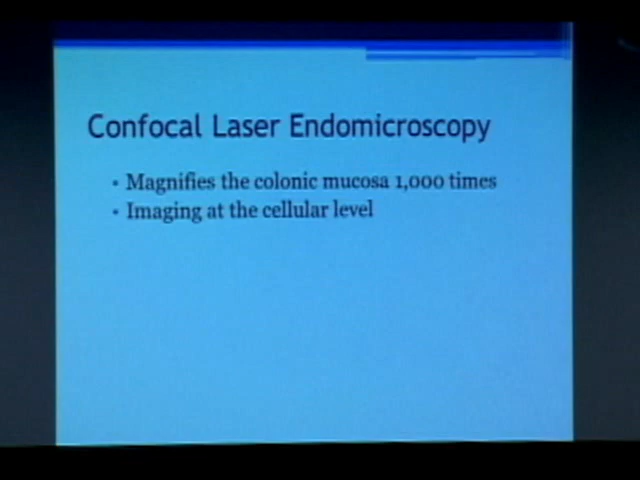 Confocal Laser Endomicroscopy
• Magnifies the colonic mucosa 1,000 times
• Imaging at the cellular level